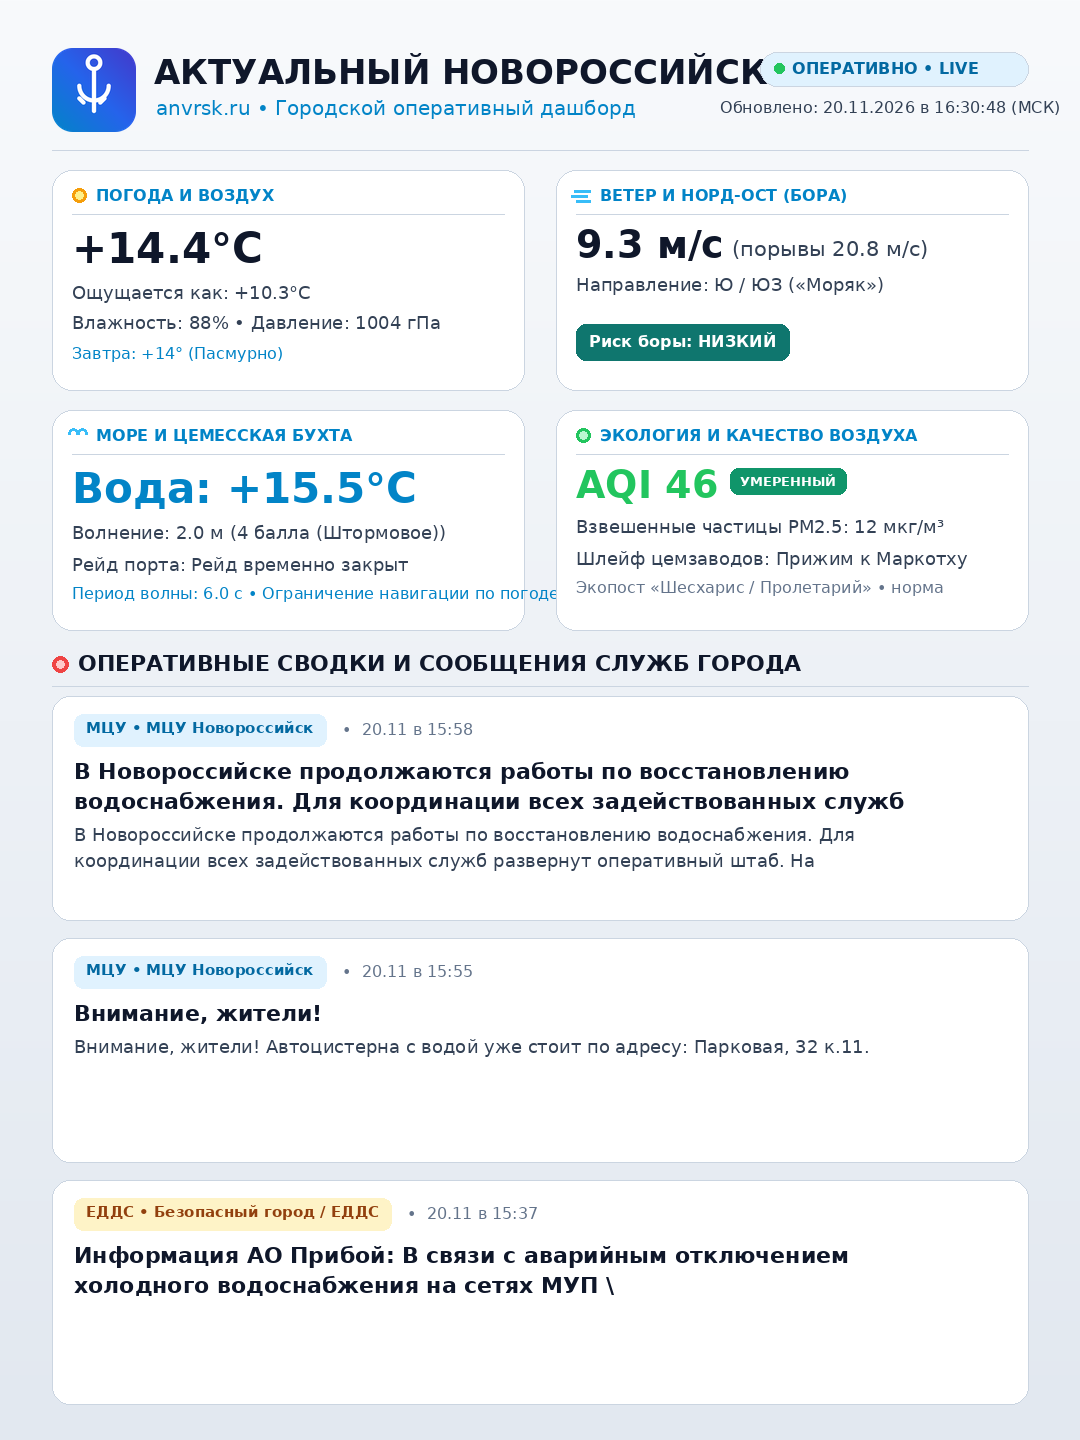 АКТУАЛЬНЫЙ НОВОРОССИЙСК
ОПЕРАТИВНО • LIVE
anvrsk.ru • Городской оперативный дашборд
Обновлено: 20.11.2026 в 16:30:48 (МСК)
ПОГОДА И ВОЗДУХ
+14.4°C
Ощущается как: +10.3°C
Влажность: 88% • Давление: 1004 гПа
Завтра: +14° (Пасмурно)
ВЕТЕР И НОРД-ОСТ (БОРА)
9.3 м/с (порывы 20.8 м/с)
Направление: Ю / ЮЗ («Моряк»)
Риск боры: НИЗКИЙ
МОРЕ И ЦЕМЕССКАЯ БУХТА
Вода: +15.5°C
Волнение: 2.0 м (4 балла (Штормовое))
Рейд порта: Рейд временно закрыт
Период волны: 6.0 с • Ограничение навигации по погоде
ЭКОЛОГИЯ И КАЧЕСТВО ВОЗДУХА
AQI 46 УМЕРЕННЫЙ
Взвешенные частицы PM2.5: 12 мкг/м³
Шлейф цемзаводов: Прижим к Маркотху
Экопост «Шесхарис / Пролетарий» • норма
ОПЕРАТИВНЫЕ СВОДКИ И СООБЩЕНИЯ СЛУЖБ ГОРОДА
МЦУ • МЦУ Новороссийск • 20.11 в 15:58
В Новороссийске продолжаются работы по восстановлению
водоснабжения. Для координации всех задействованных служб
В Новороссийске продолжаются работы по восстановлению водоснабжения. Для
координации всех задействованных служб развернут оперативный штаб. На
МЦУ • МЦУ Новороссийск • 20.11 в 15:55
Внимание, жители!
Внимание, жители! Автоцистерна с водой уже стоит по адресу: Парковая, 32 к.11.
ЕДДС • Безопасный город / ЕДДС • 20.11 в 15:37
Информация АО Прибой: В связи с аварийным отключением
холодного водоснабжения на сетях МУП \